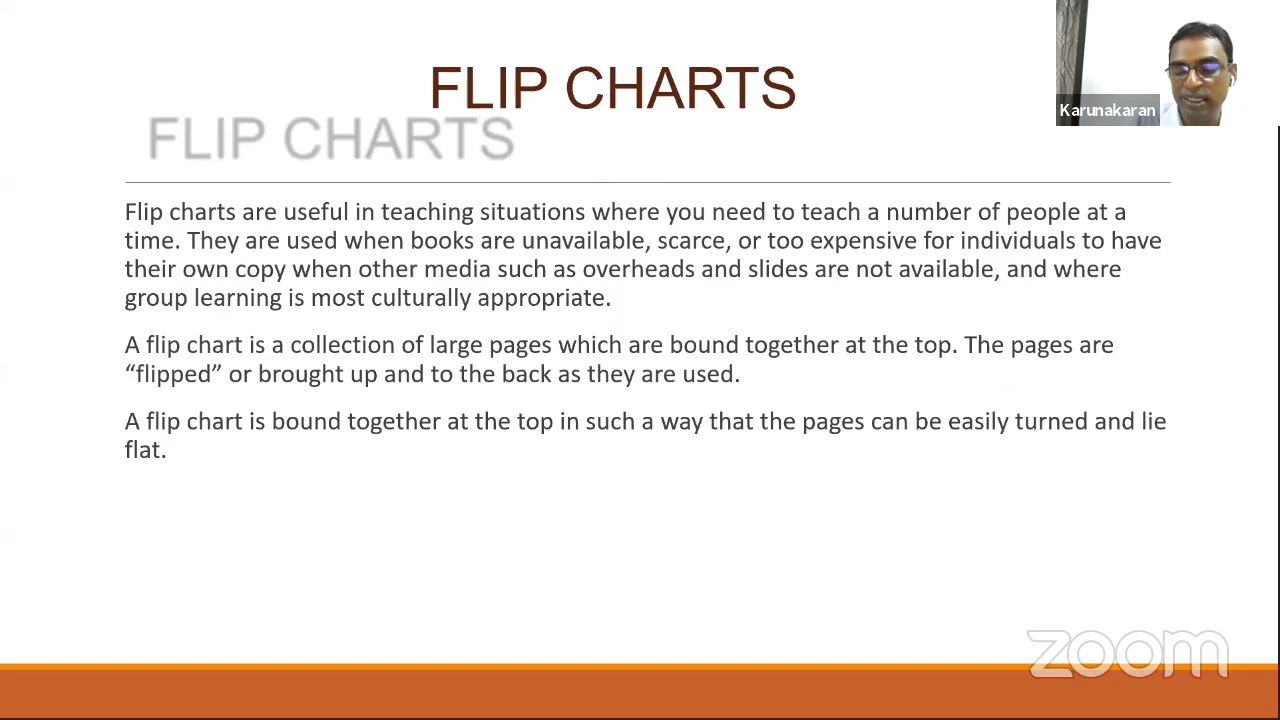 FLIP CHARTS
FLIP CHARTS
Karunakaran
Flip charts are useful in teaching situations where you need to teach a number of people at a
time. They are used when books are unavailable, scarce, or too expensive for individuals to have
their own copy when other media such as overheads and slides are not available, and where
group learning is most culturally appropriate.
A flip chart is a collection of large pages which are bound together at the top. The pages are
“flipped” or brought up and to the back as they are used.
A flip chart is bound together at the top in such a way that the pages can be easily turned and lie
flat.
zoom